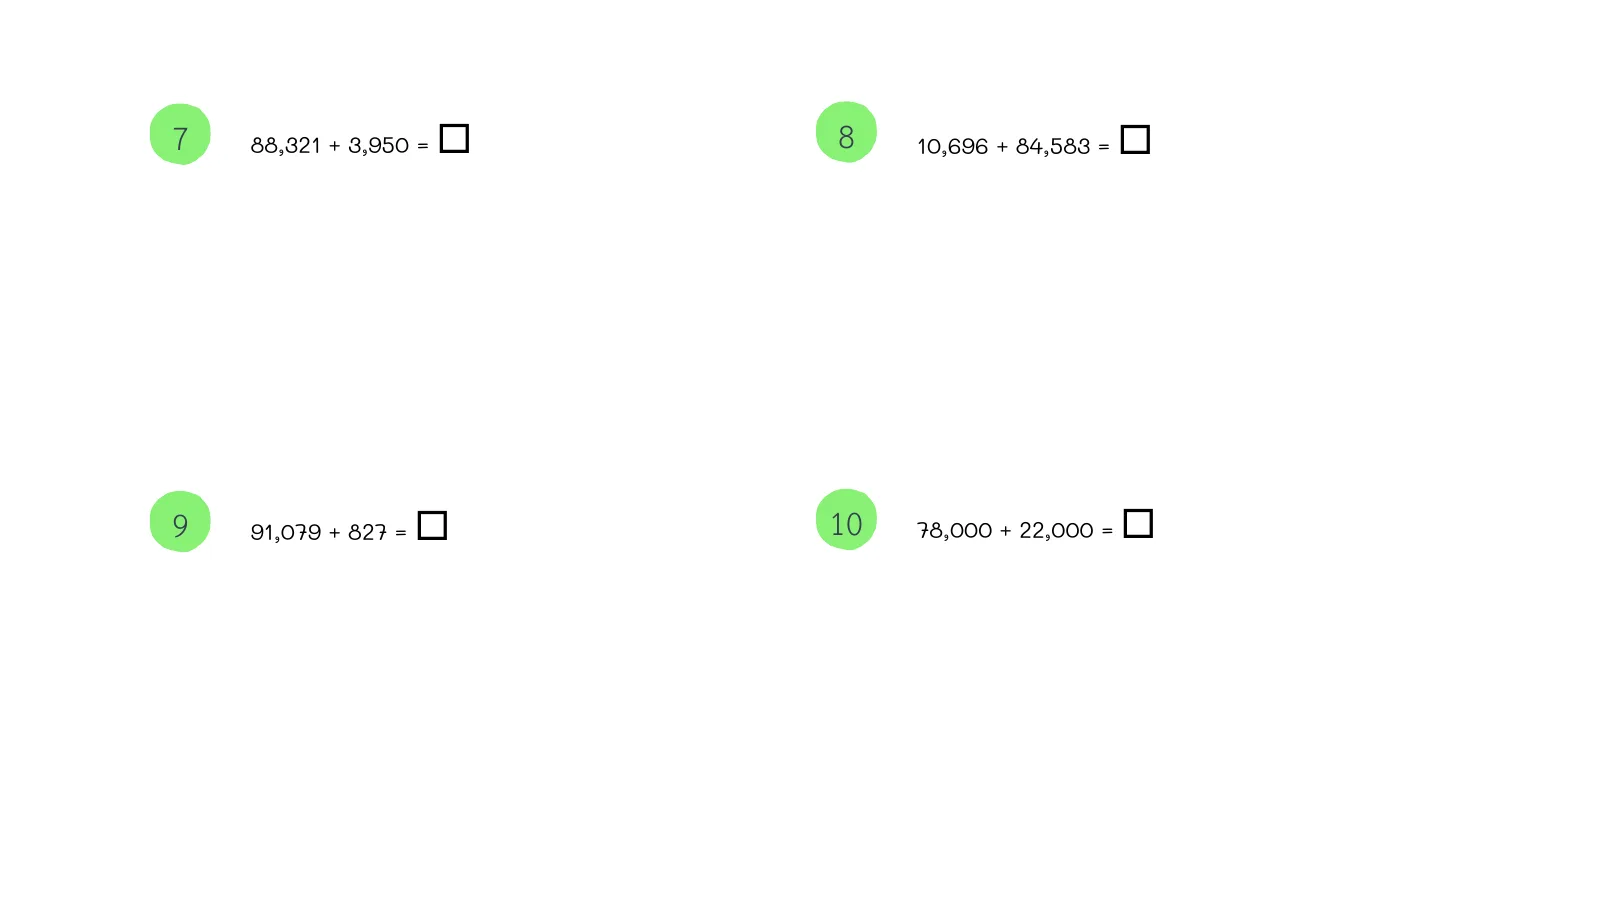 7
88,321 + 3,950 = □
8
10,696 + 84,583 = □
9
91,079 + 827 = □
10
78,000 + 22,000 = □